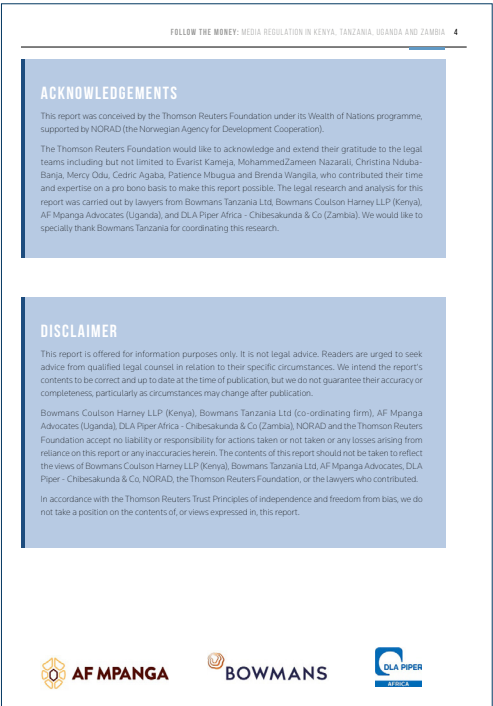 FOLLOW THE MONEY: MEDIA REGULATION IN KENYA, TANZANIA, UGANDA AND ZAMBIA 4
ACKNOWLEDGEMENTS
This report was conceived by the Thomson Reuters Foundation under its Wealth of Nations programme,
supported by NORAD (the Norwegian Agency for Development Cooperation).
The Thomson Reuters Foundation would like to acknowledge and extend their gratitude to the legal
teams including but not limited to Evarist Kameja, MohammedZameen Nazarali, Christina Nduba-
Banja, Mercy Odu, Cedric Agaba, Patience Mbugua and Brenda Wangila, who contributed their time
and expertise on a pro bono basis to make this report possible. The legal research and analysis for this
report was carried out by lawyers from Bowmans Tanzania Ltd, Bowmans Coulson Harney LLP (Kenya),
AF Mpanga Advocates (Uganda), and DLA Piper Africa - Chibesakunda & Co (Zambia). We would like to
specially thank Bowmans Tanzania for coordinating this research.
DISCLAIMER
This report is offered for information purposes only. It is not legal advice. Readers are urged to seek
advice from qualified legal counsel in relation to their specific circumstances. We intend the report's
contents to be correct and up to date at the time of publication, but we do not guarantee their accuracy or
completeness, particularly as circumstances may change after publication.
Bowmans Coulson Harney LLP (Kenya), Bowmans Tanzania Ltd (co-ordinating firm), AF Mpanga
Advocates (Uganda), DLA Piper Africa - Chibesakunda & Co (Zambia), NORAD and the Thomson Reuters
Foundation accept no liability or responsibility for actions taken or not taken or any losses arising from
reliance on this report or any inaccuracies herein. The contents of this report should not be taken to reflect
the views of Bowmans Coulson Harney LLP (Kenya), Bowmans Tanzania Ltd, AF Mpanga Advocates, DLA
Piper - Chibesakunda & Co, NORAD, the Thomson Reuters Foundation, or the lawyers who contributed.
In accordance with the Thomson Reuters Trust Principles of independence and freedom from bias, we do
not take a position on the contents of, or views expressed in, this report.
AF MPANGA
BOWMANS
DLA PIPER
AFRICA